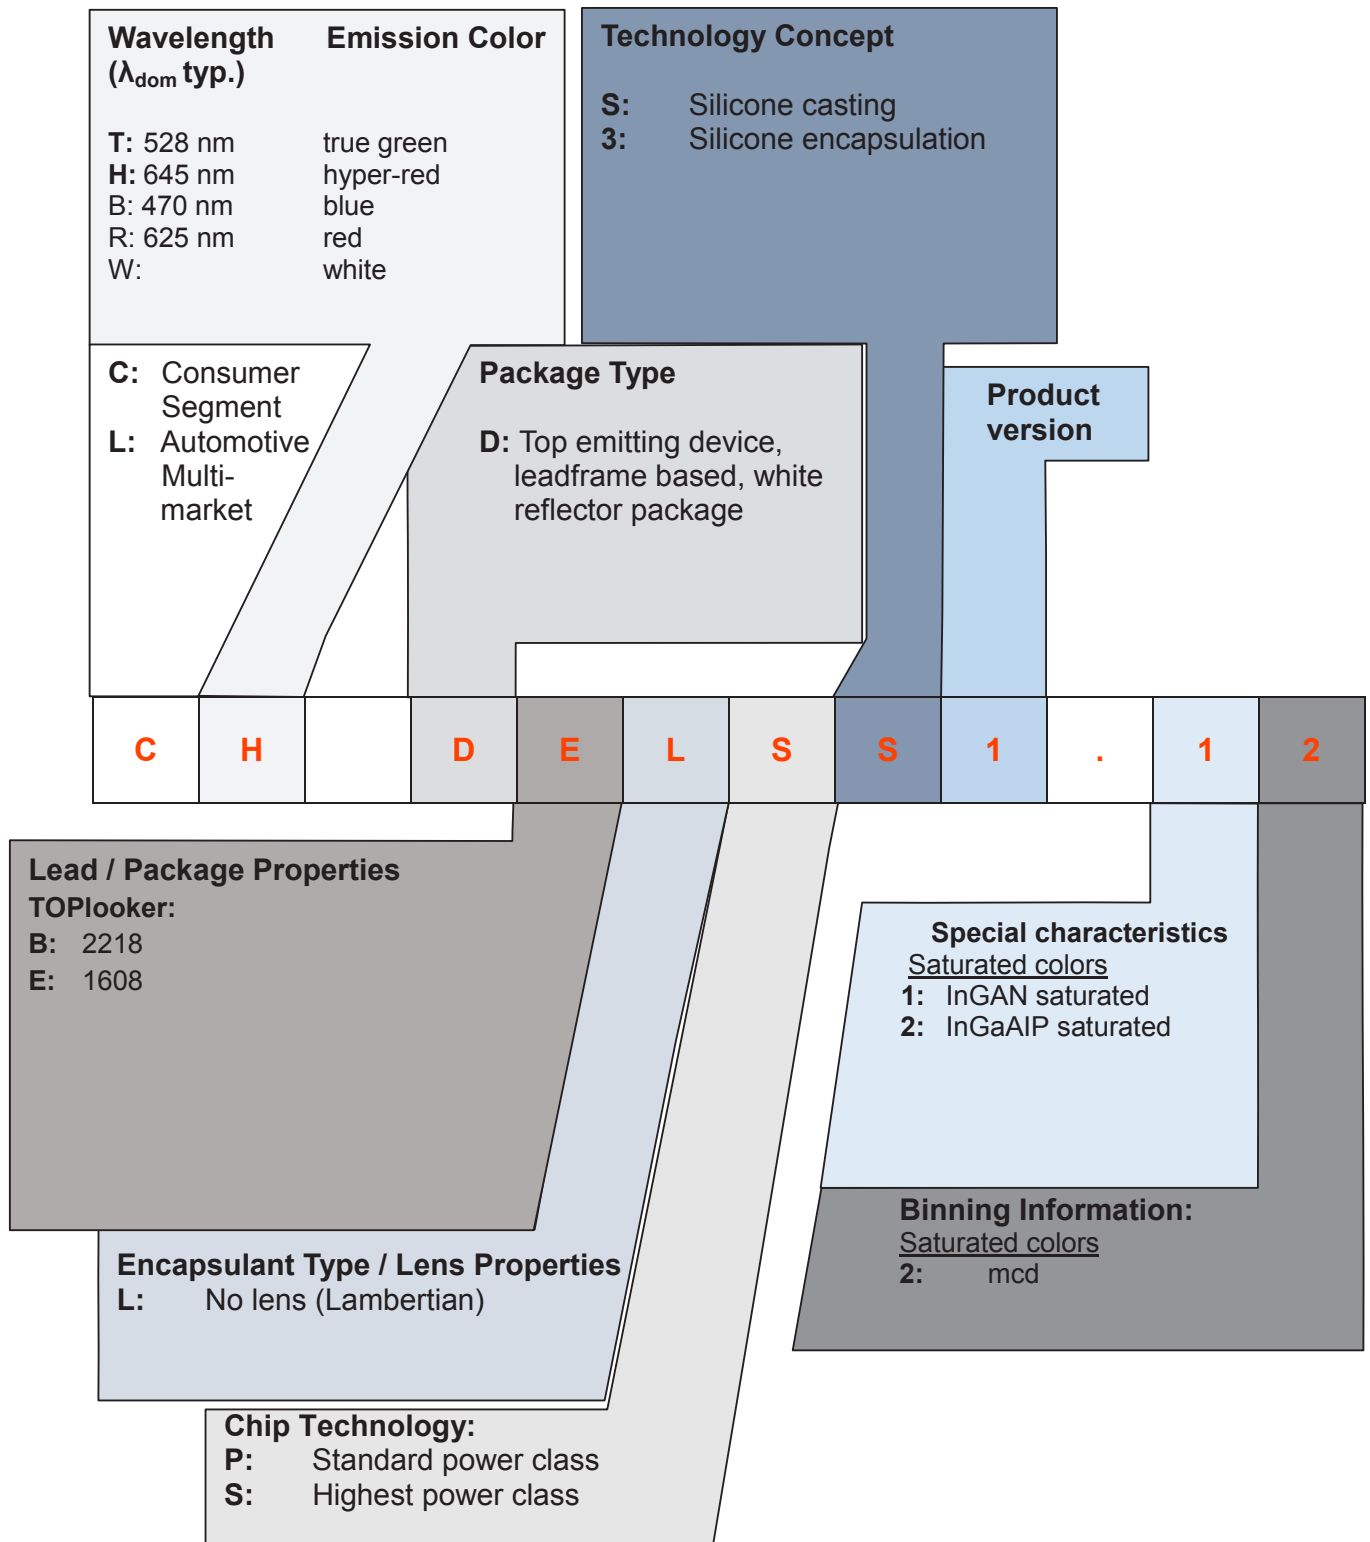 Wavelength Emission Color
(λdom typ.)
T: 528 nm true green
H: 645 nm hyper-red
B: 470 nm blue
R: 625 nm red
W: white
Technology Concept
S: Silicone casting
3: Silicone encapsulation
C: Consumer
Segment
L: Automotive
Multi-
market
Package Type
D: Top emitting device,
leadframe based, white
reflector package
Product
version
C H D E L S S 1 . 1 2
Lead / Package Properties
TOPlooker:
B: 2218
E: 1608
Special characteristics
Saturated colors
1: InGAN saturated
2: InGaAIP saturated
Binning Information:
Saturated colors
2: mcd
Encapsulant Type / Lens Properties
L: No lens (Lambertian)
Chip Technology:
P: Standard power class
S: Highest power class